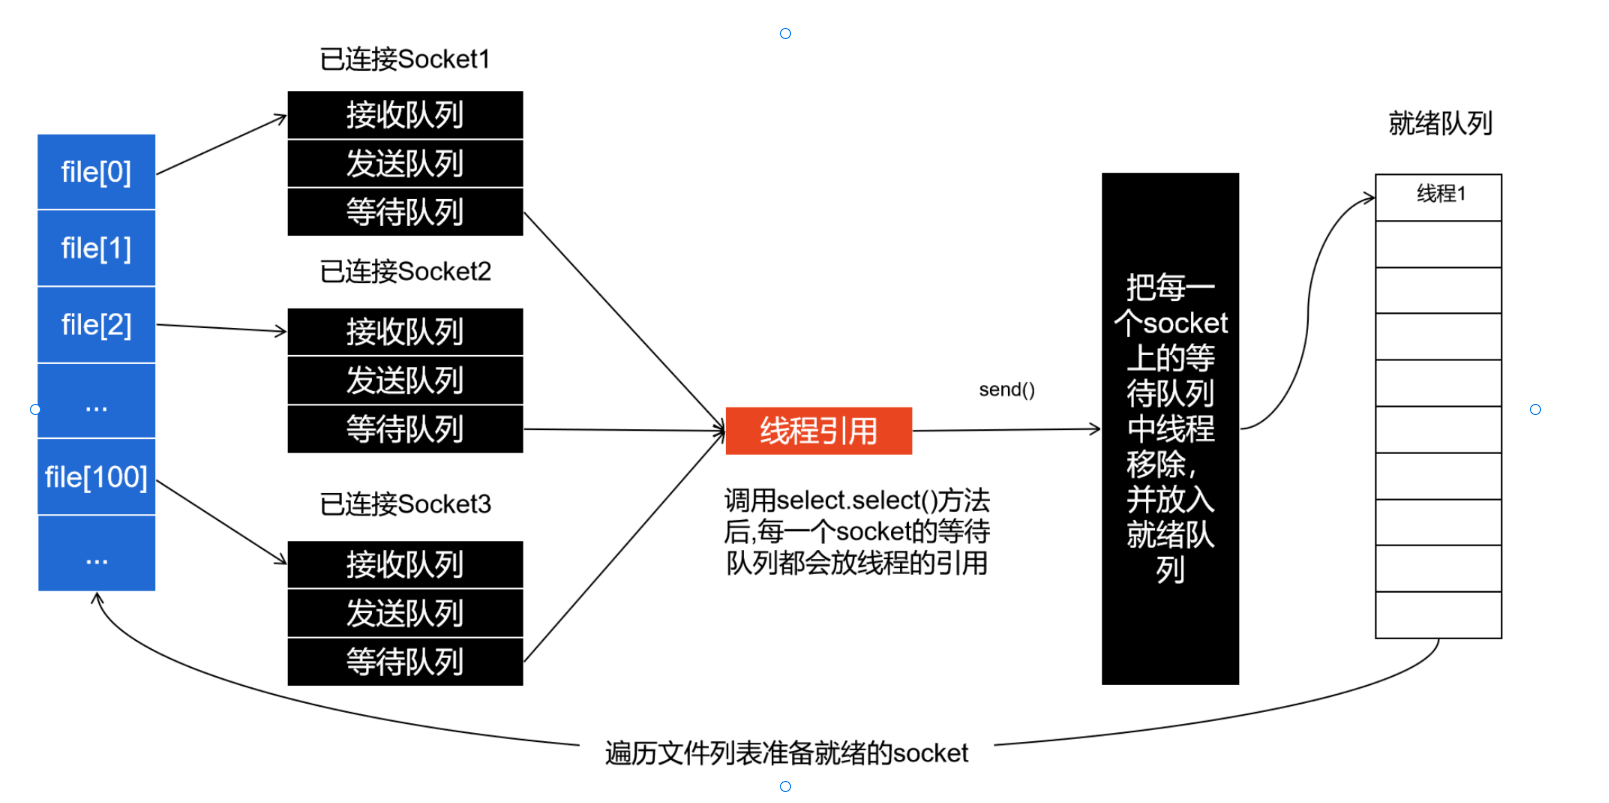 已连接Socket1
接收队列
发送队列
等待队列
file[0]
file[1]
file[2]
...
file[100]
...
已连接Socket2
接收队列
发送队列
等待队列
已连接Socket3
接收队列
发送队列
等待队列
线程引用
调用select.select()方法
后,每一个socket的等待
队列都会放线程的引用
send()
把每一
个socket
上的等
待队列
中线程
移除，
并放入
就绪队
列
就绪队列
线程1
遍历文件列表准备就绪的socket